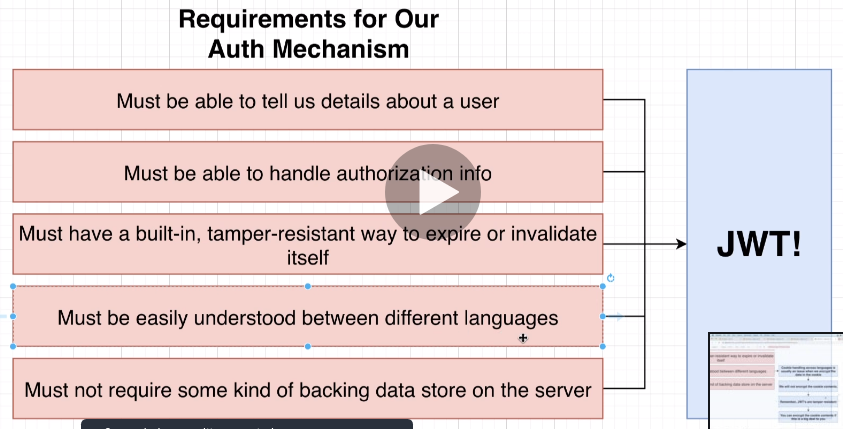 Requirements for Our
Auth Mechanism
Must be able to tell us details about a user
Must be able to handle authorization info
Must have a built-in, tamper-resistant way to expire or invalidate
itself
Must be easily understood between different languages
Must not require some kind of backing data store on the server
JWT!